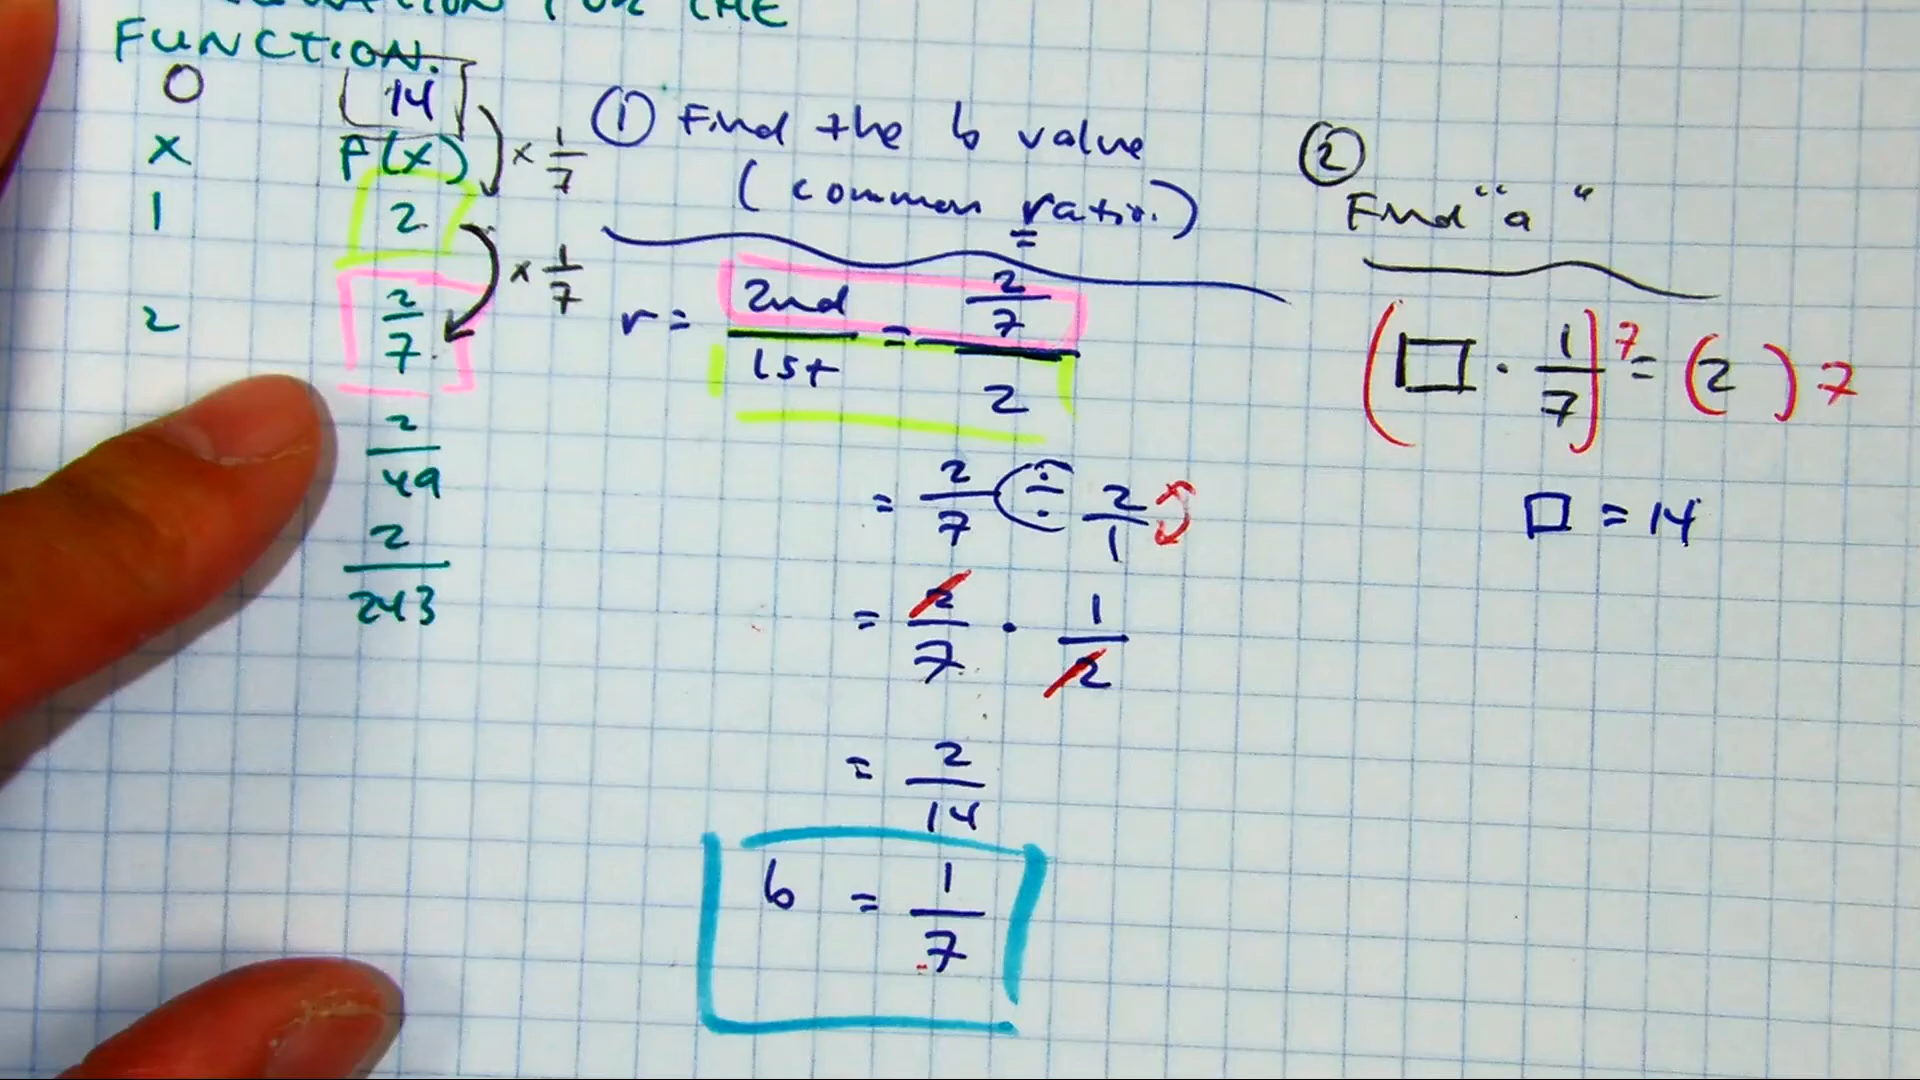 FOR THE
FUNCTION.
0 14
x F(x) × 1/7
1 2
× 1/7
2 2/7
2/49
2/243
① Find the b value
(common ratio.)
r = 2nd/1st = 2/7 / 2
= 2/7 ÷ 2/1
= 2/7 · 1/2
= 2/14
b = 1/7
②
Find "a"
(□ · 1/7) 7 = (2) 7
□ = 14